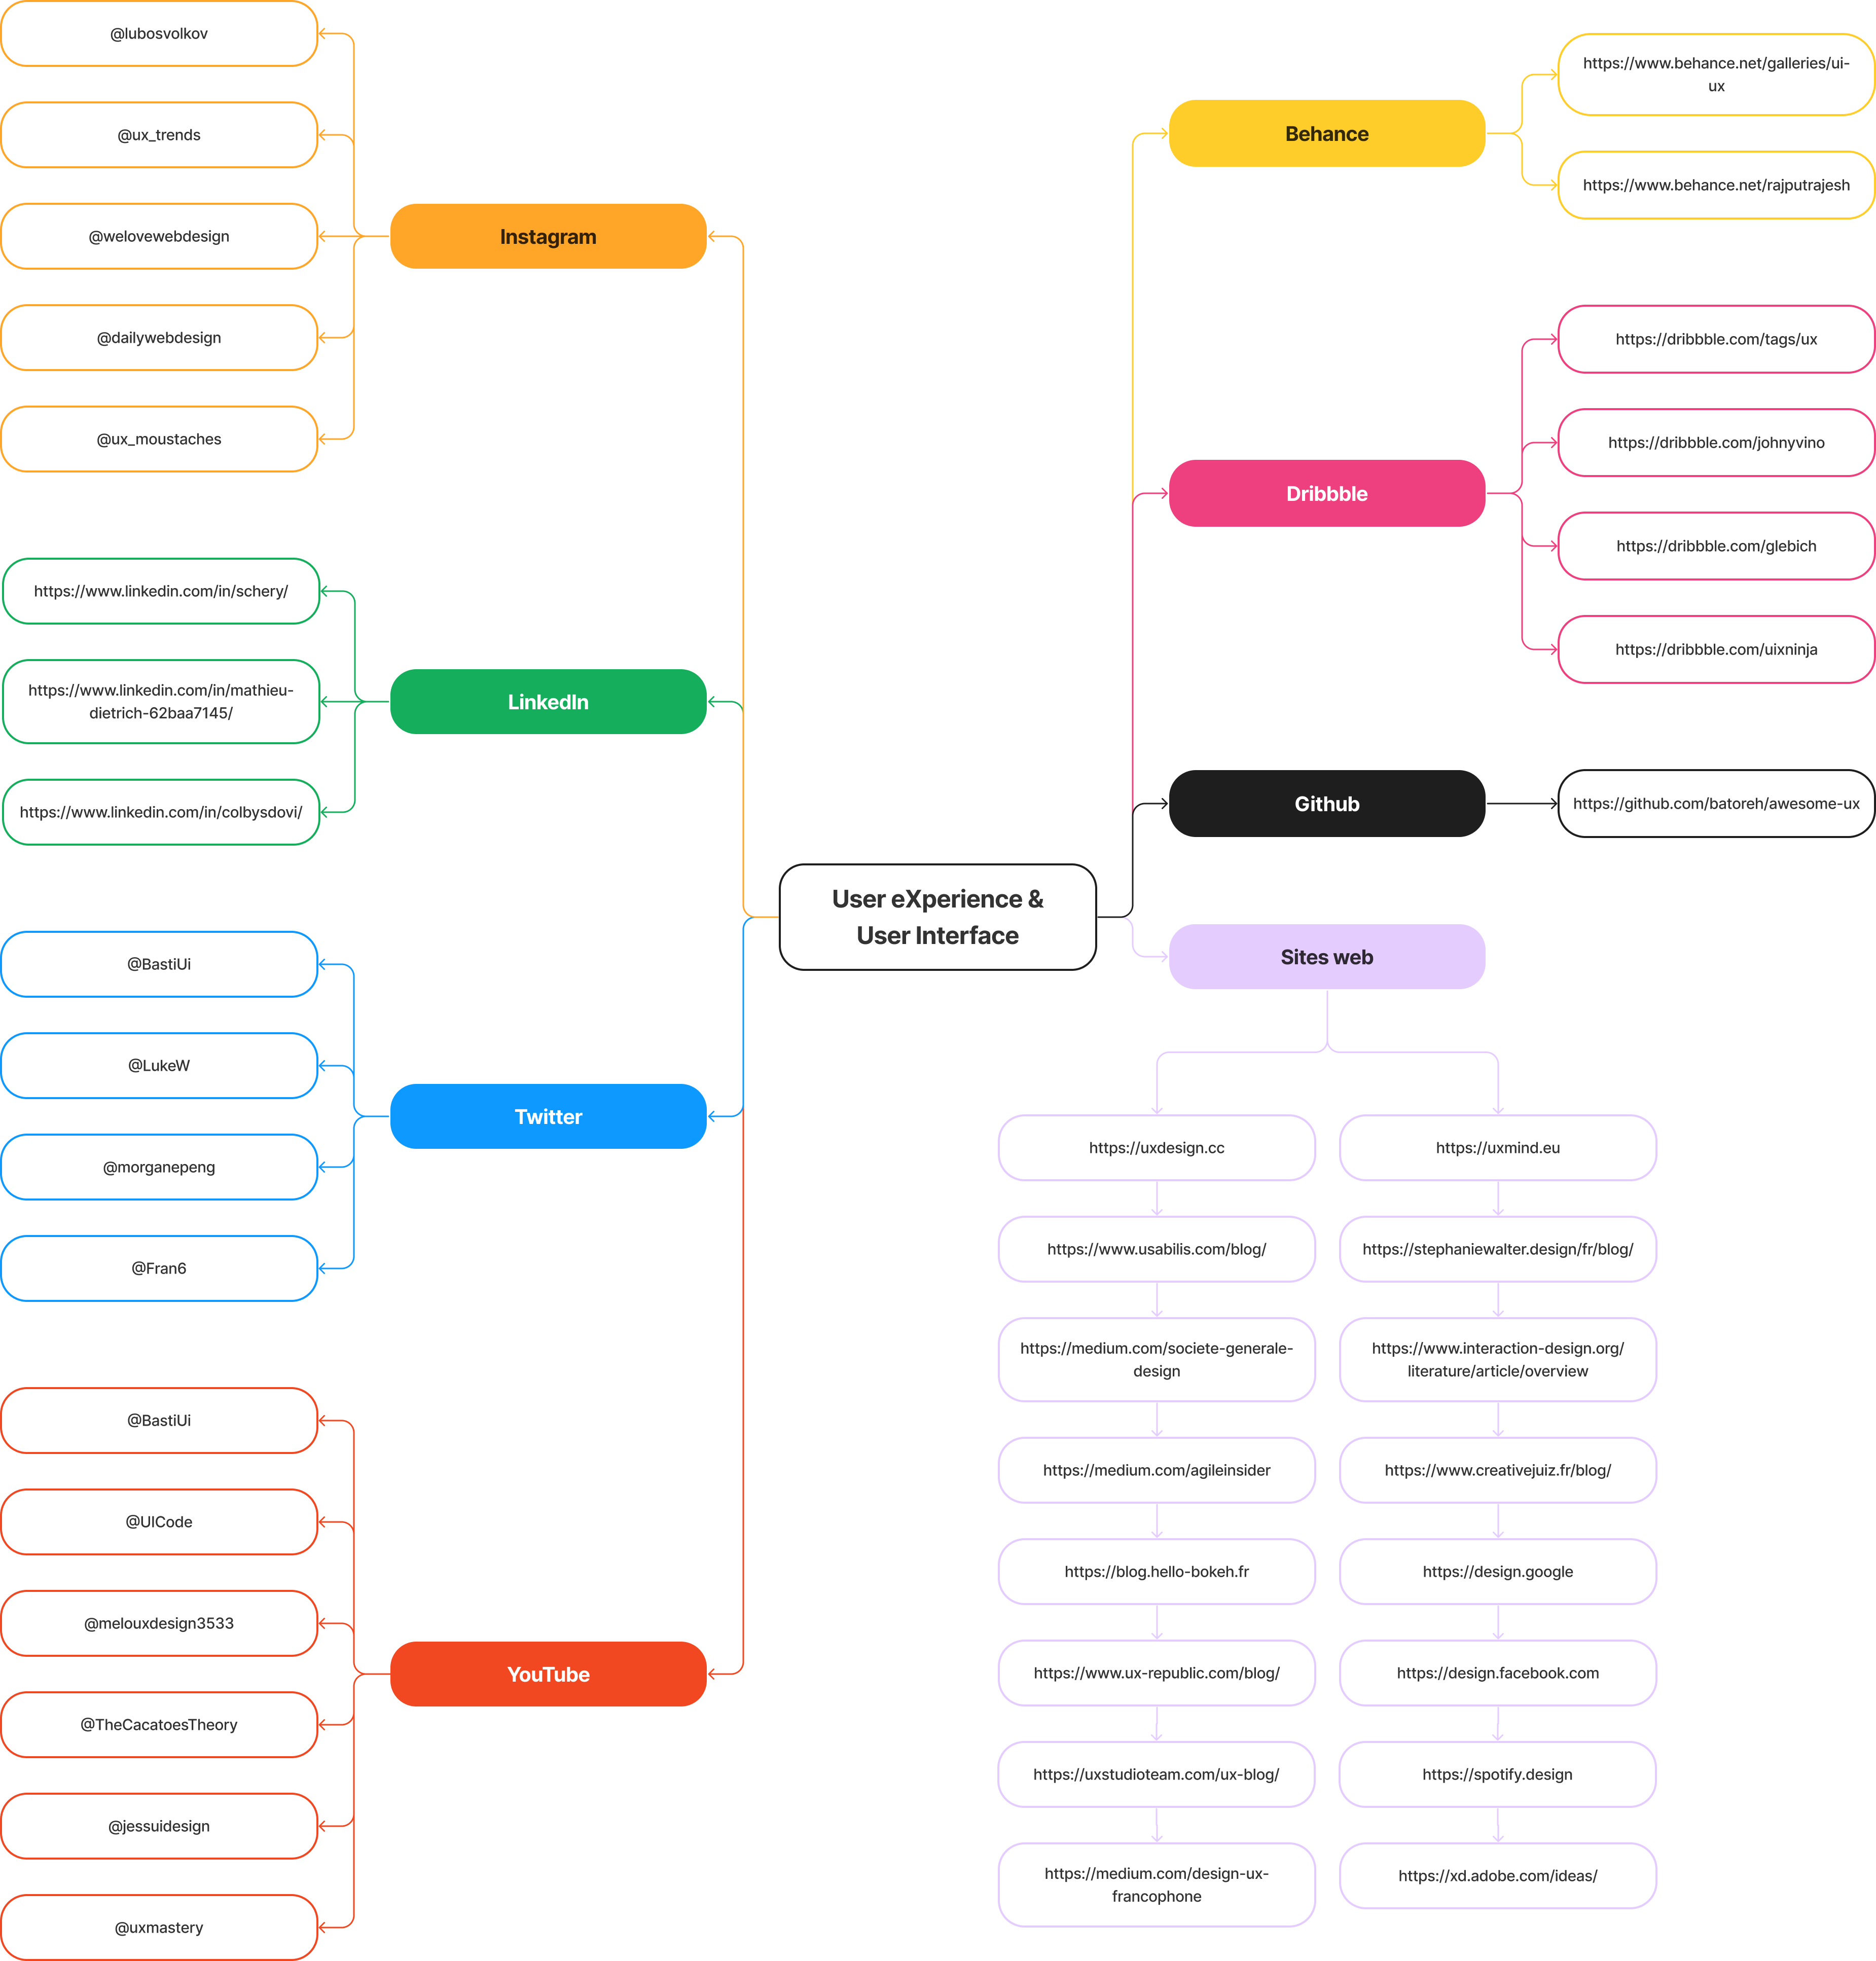 @lubosvolkov
@ux_trends
@welovewebdesign
@dailywebdesign
@ux_moustaches
Instagram
https://www.linkedin.com/in/schery/
https://www.linkedin.com/in/mathieu-
dietrich-62baa7145/
https://www.linkedin.com/in/colbysdovi/
LinkedIn
@BastiUi
@LukeW
@morganepeng
@Fran6
Twitter
@BastiUi
@UICode
@melouxdesign3533
@TheCacatoesTheory
@jessuidesign
@uxmastery
YouTube
User eXperience &
User Interface
Behance
https://www.behance.net/galleries/ui-
ux
https://www.behance.net/rajputrajesh
Dribbble
https://dribbble.com/tags/ux
https://dribbble.com/johnyvino
https://dribbble.com/glebich
https://dribbble.com/uixninja
Github
https://github.com/batoreh/awesome-ux
Sites web
https://uxdesign.cc
https://www.usabilis.com/blog/
https://medium.com/societe-generale-
design
https://medium.com/agileinsider
https://blog.hello-bokeh.fr
https://www.ux-republic.com/blog/
https://uxstudioteam.com/ux-blog/
https://medium.com/design-ux-
francophone
https://uxmind.eu
https://stephaniewalter.design/fr/blog/
https://www.interaction-design.org/
literature/article/overview
https://www.creativejuiz.fr/blog/
https://design.google
https://design.facebook.com
https://spotify.design
https://xd.adobe.com/ideas/